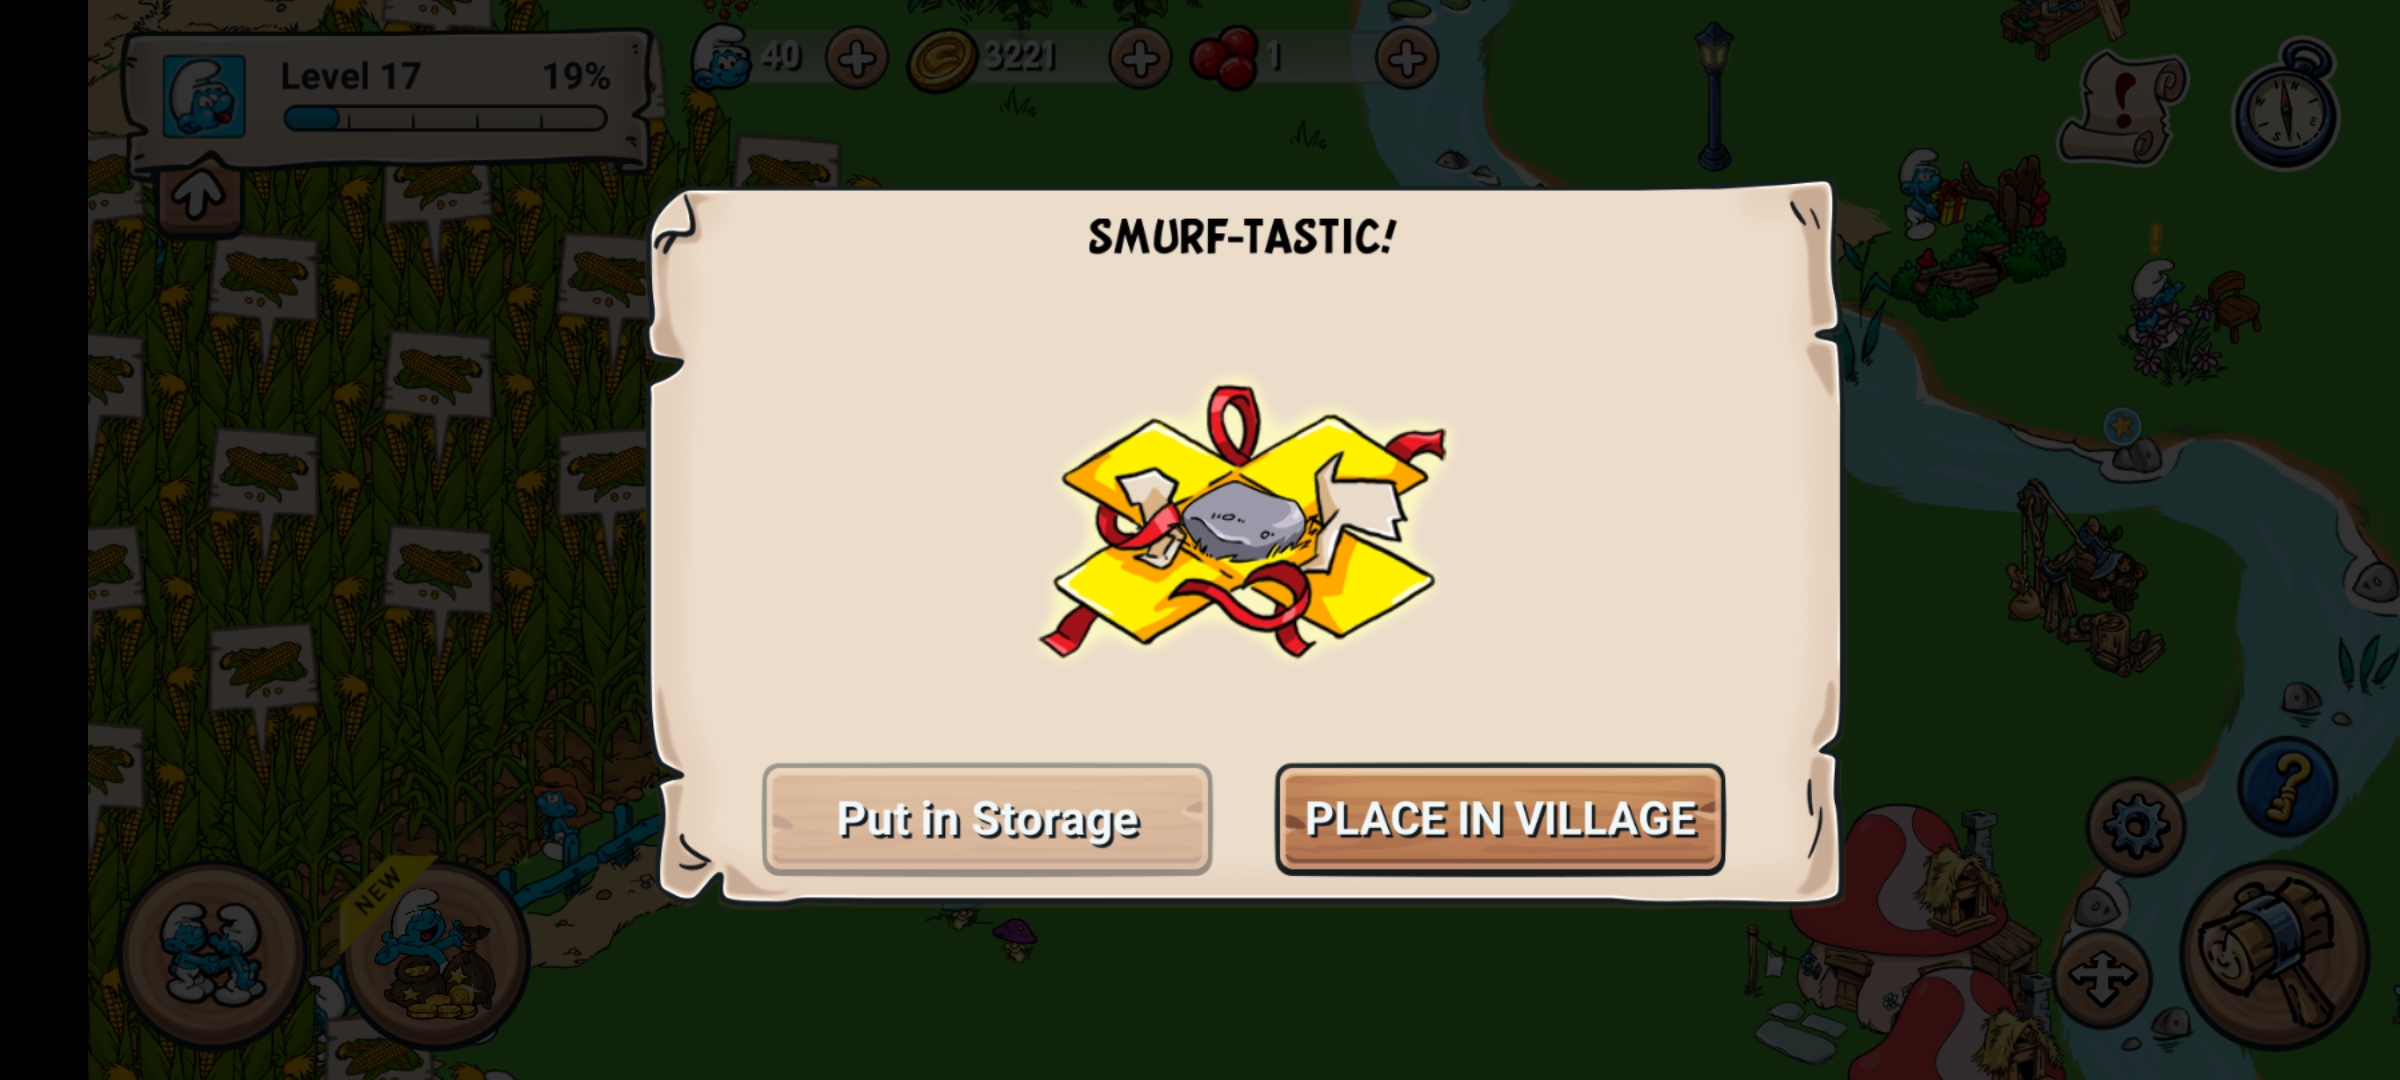 Level 17
19%
40
3221
1
SMURF-TASTIC!
Put in Storage
PLACE IN VILLAGE
NEW